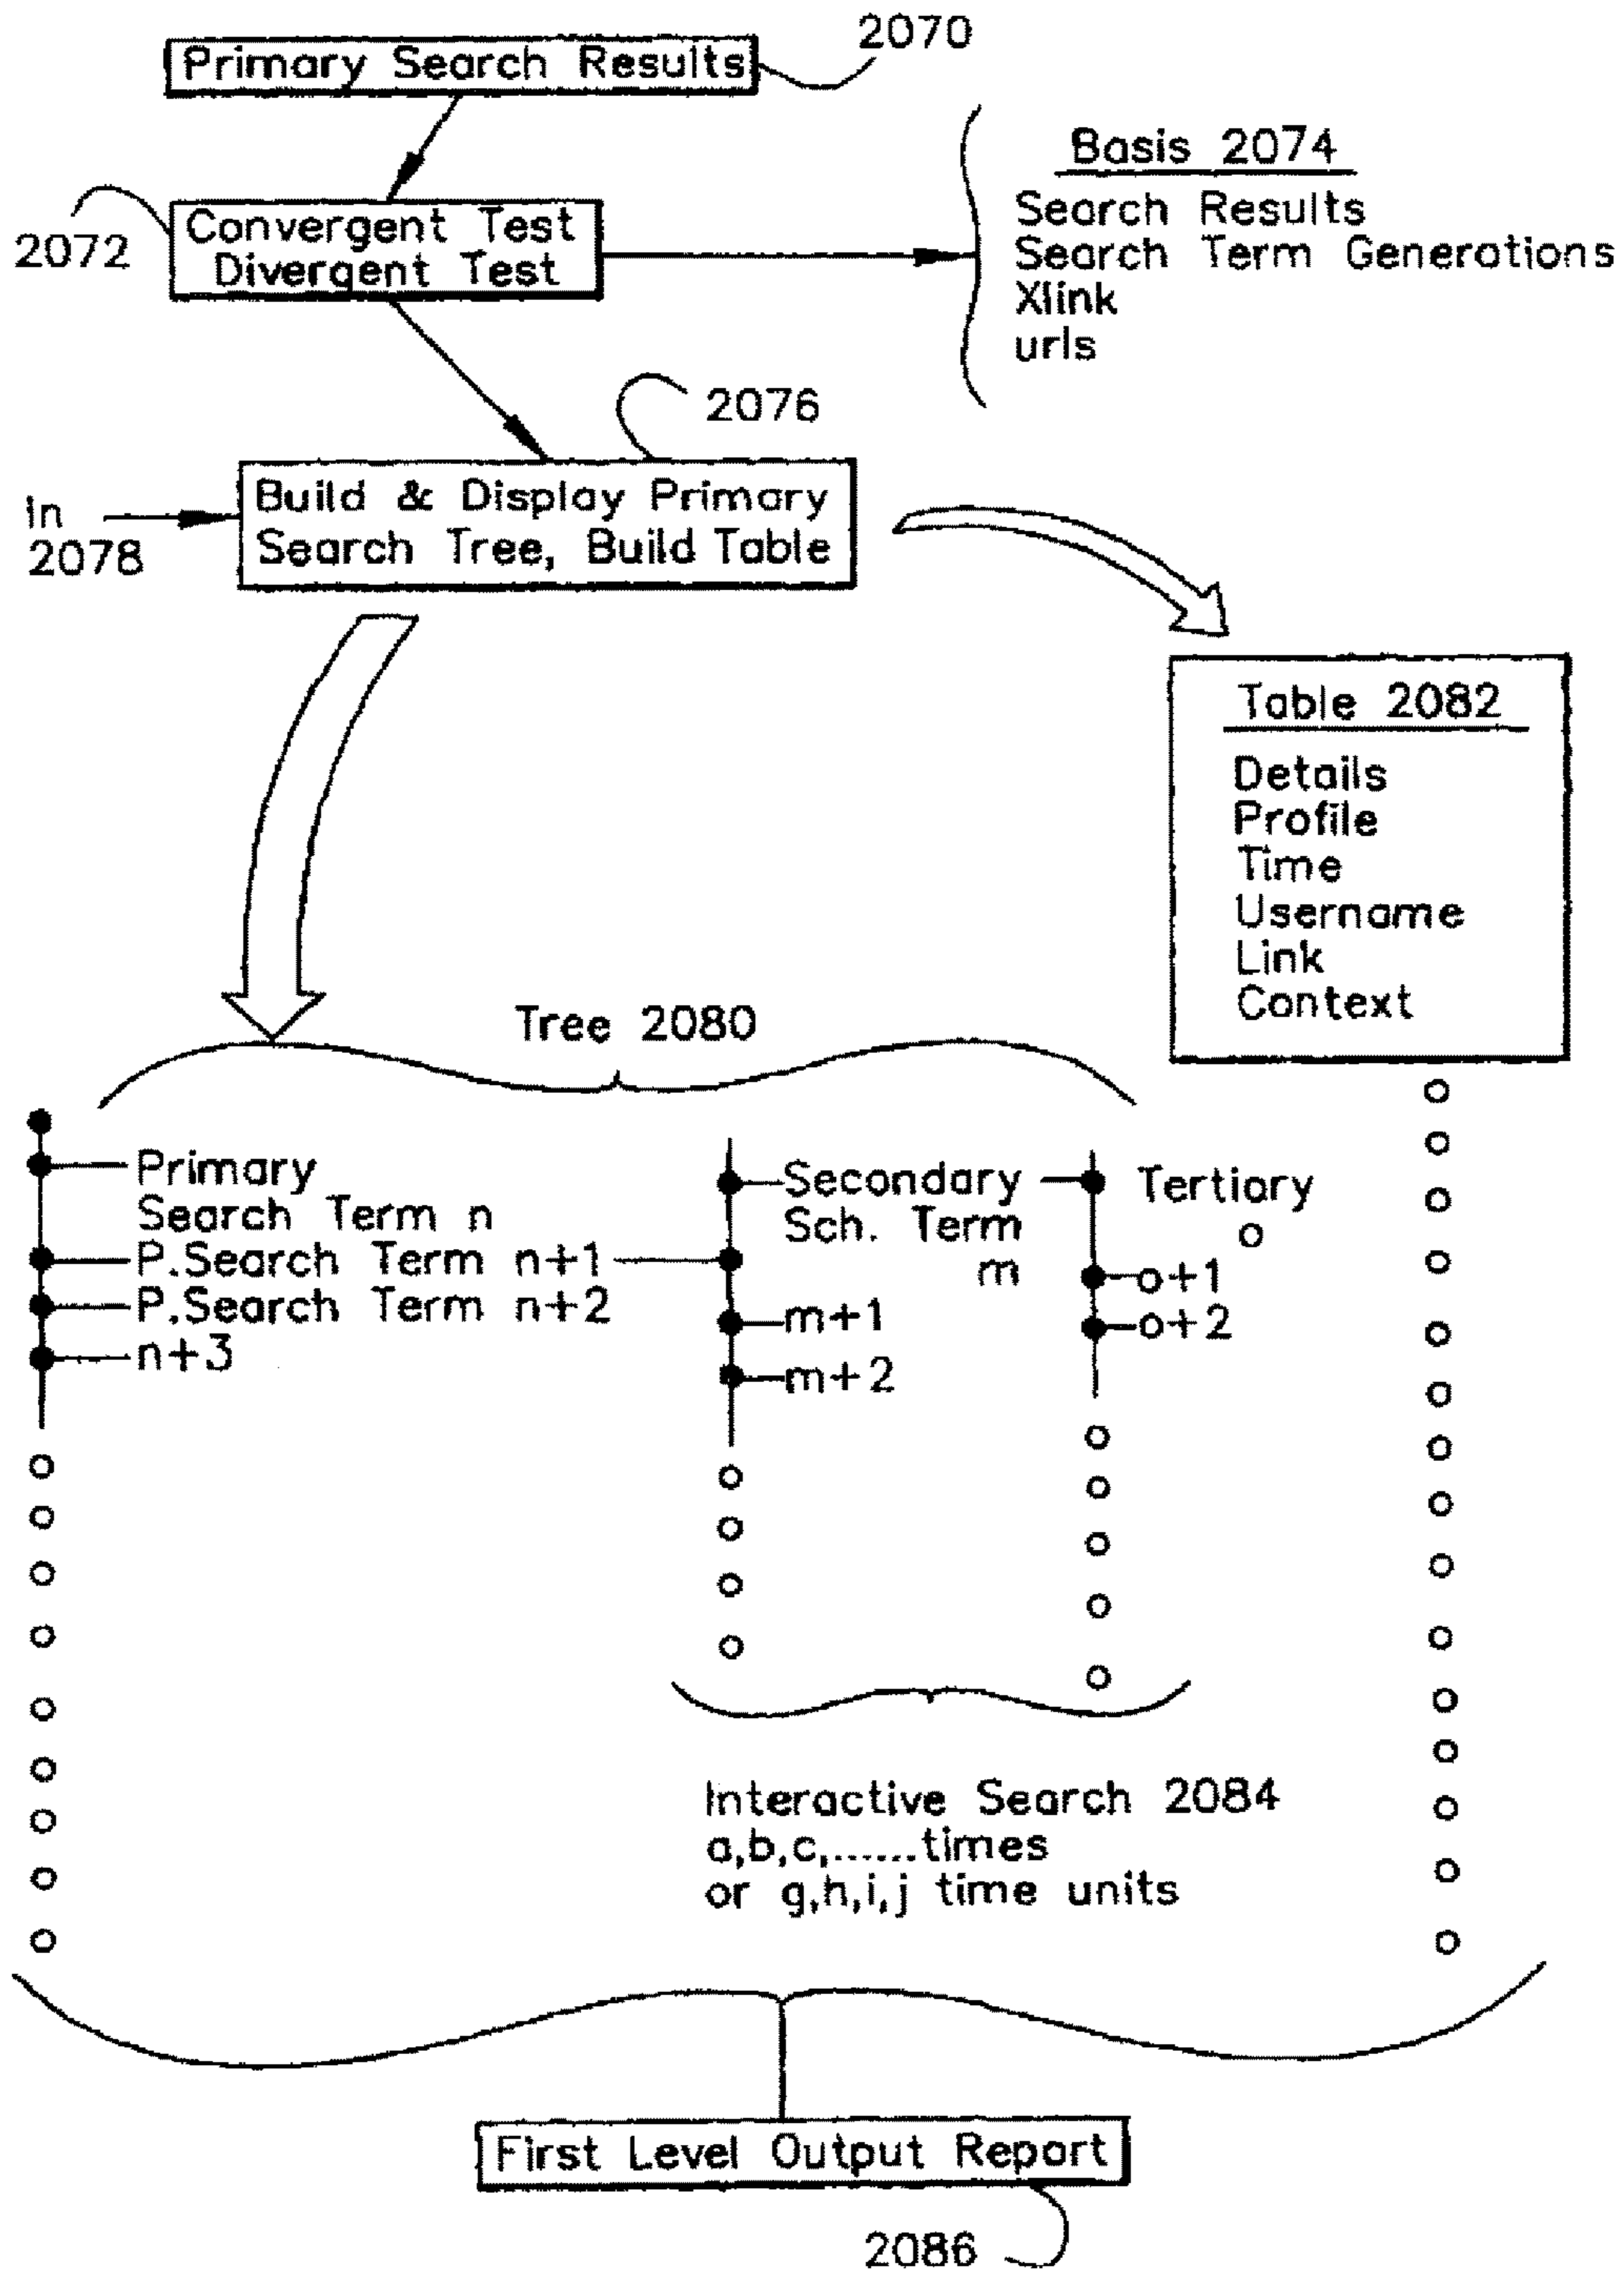 2070
Primary Search Results
Basis 2074
Search Results
Search Term Generations
Xlink
urls
2072
Convergent Test
Divergent Test
2076
In
2078
Build & Display Primary
Search Tree, Build Table
Table 2082
Details
Profile
Time
Username
Link
Context
Tree 2080
Primary
Search Term n
P.Search Term n+1
P.Search Term n+2
n+3
Secondary
Sch. Term
m
m+1
m+2
Tertiary
o
o+1
o+2
Interactive Search 2084
a,b,c,......times
or g,h,i,j time units
First Level Output Report
2086